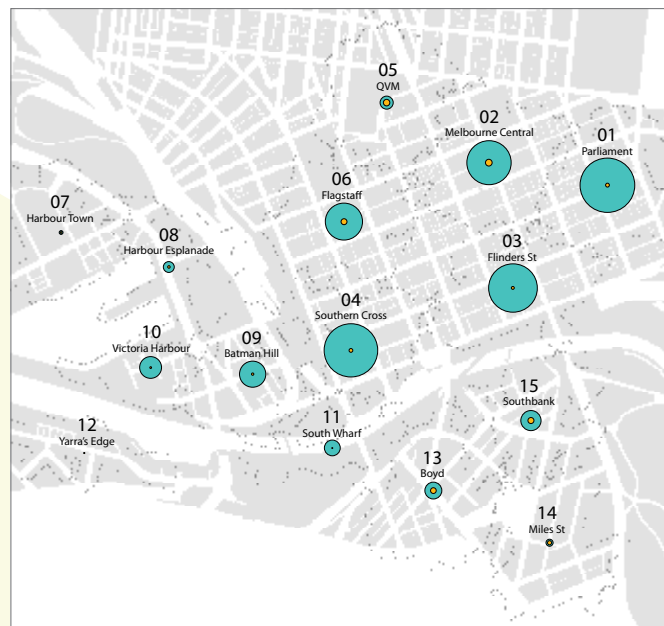 05
QVM
02
Melbourne Central
01
Parliament
06
Flagstaff
07
Harbour Town
08
Harbour Esplanade
03
Flinders St
04
Southern Cross
10
Victoria Harbour
09
Batman Hill
15
Southbank
11
South Wharf
12
Yarra's Edge
13
Boyd
14
Miles St